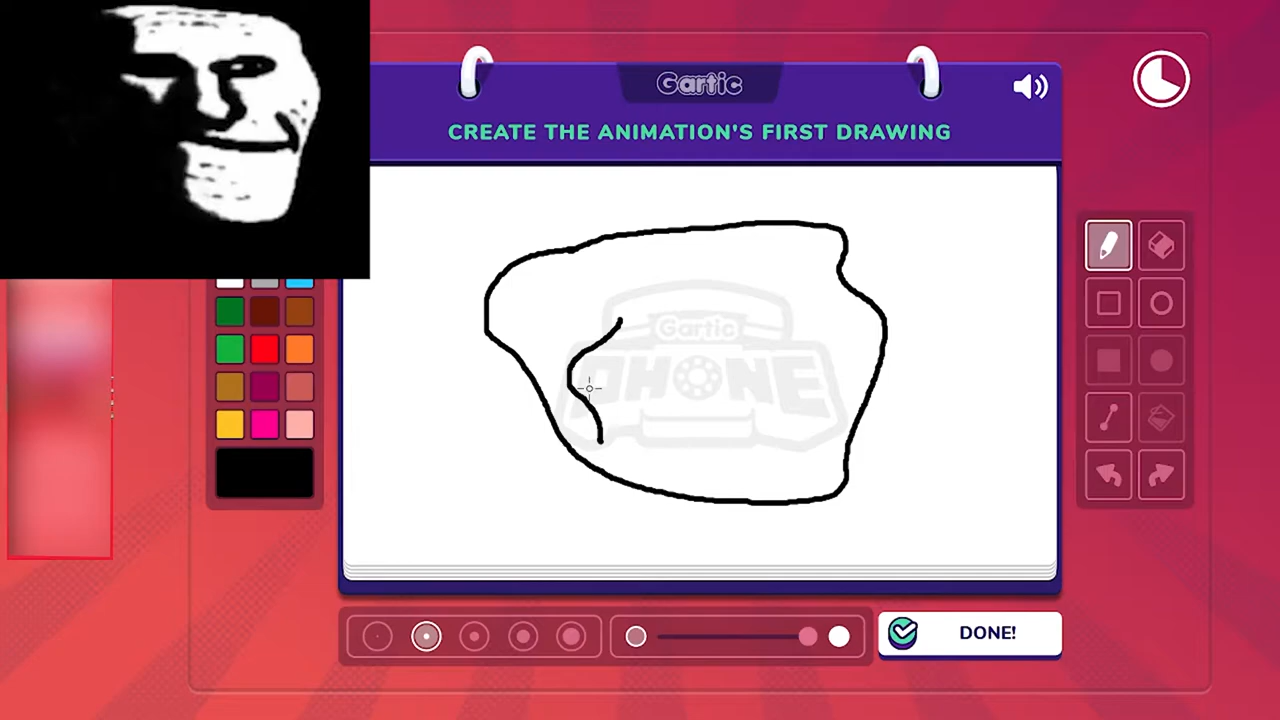 Gartic
CREATE THE ANIMATION'S FIRST DRAWING
Gartic
PHONE
DONE!